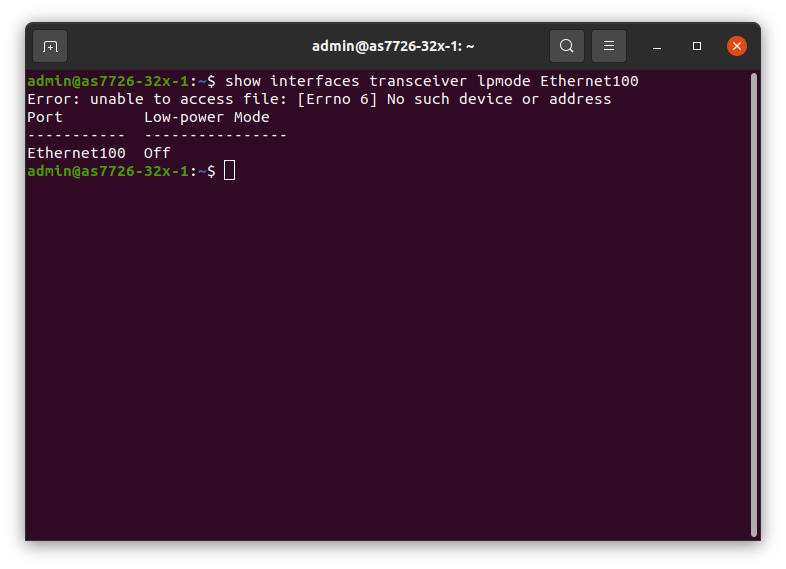 admin@as7726-32x-1: ~
admin@as7726-32x-1:~$ show interfaces transceiver lpmode Ethernet100
Error: unable to access file: [Errno 6] No such device or address
Port         Low-power Mode
-----------  ----------------
Ethernet100  Off
admin@as7726-32x-1:~$